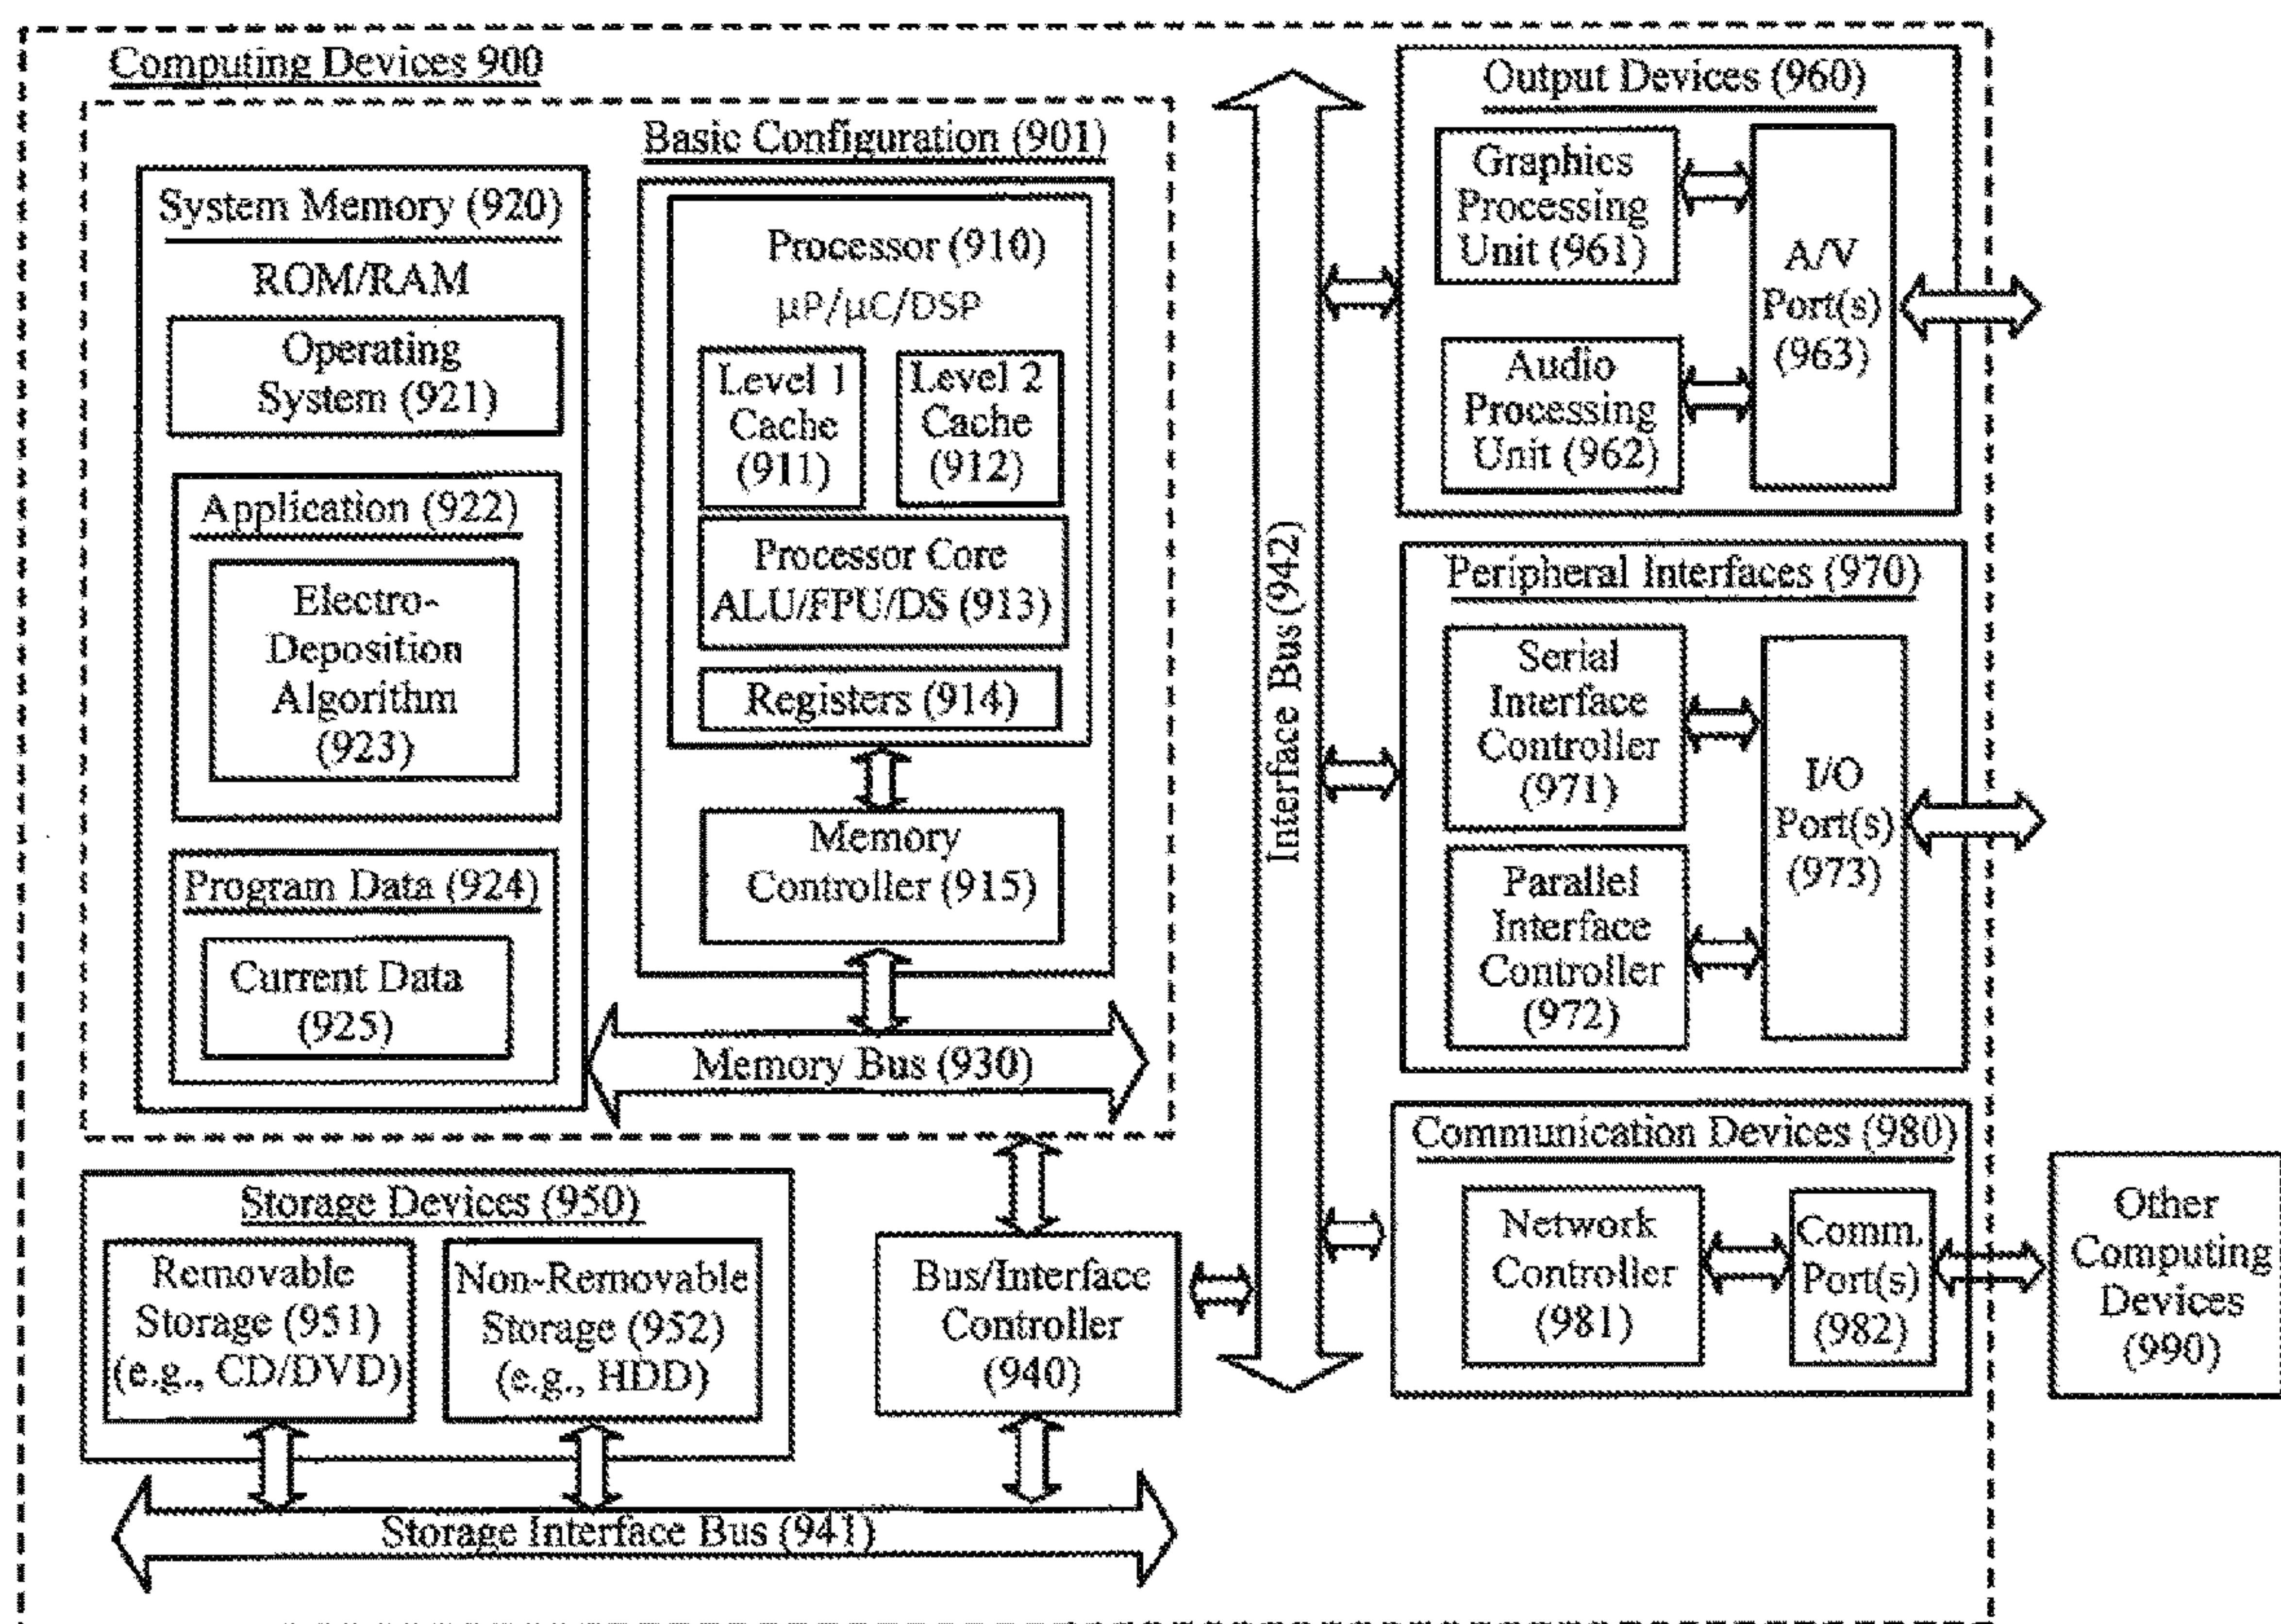 Computing Devices 900
Basic Configuration (901)
System Memory (920)
ROM/RAM
Operating
System (921)
Application (922)
Electro-
Deposition
Algorithm
(923)
Program Data (924)
Current Data
(925)
Processor (910)
µP/µC/DSP
Level 1
Cache
(911)
Level 2
Cache
(912)
Processor Core
ALU/FPU/DS (913)
Registers (914)
Memory
Controller (915)
Memory Bus (930)
Storage Devices (950)
Removable
Storage (951)
(e.g., CD/DVD)
Non-Removable
Storage (952)
(e.g., HDD)
Bus/Interface
Controller
(940)
Storage Interface Bus (941)
Interface Bus (942)
Output Devices (960)
Graphics
Processing
Unit (961)
Audio
Processing
Unit (962)
A/V
Port(s)
(963)
Peripheral Interfaces (970)
Serial
Interface
Controller
(971)
Parallel
Interface
Controller
(972)
I/O
Port(s)
(973)
Communication Devices (980)
Network
Controller
(981)
Comm.
Port(s)
(982)
Other
Computing
Devices
(990)